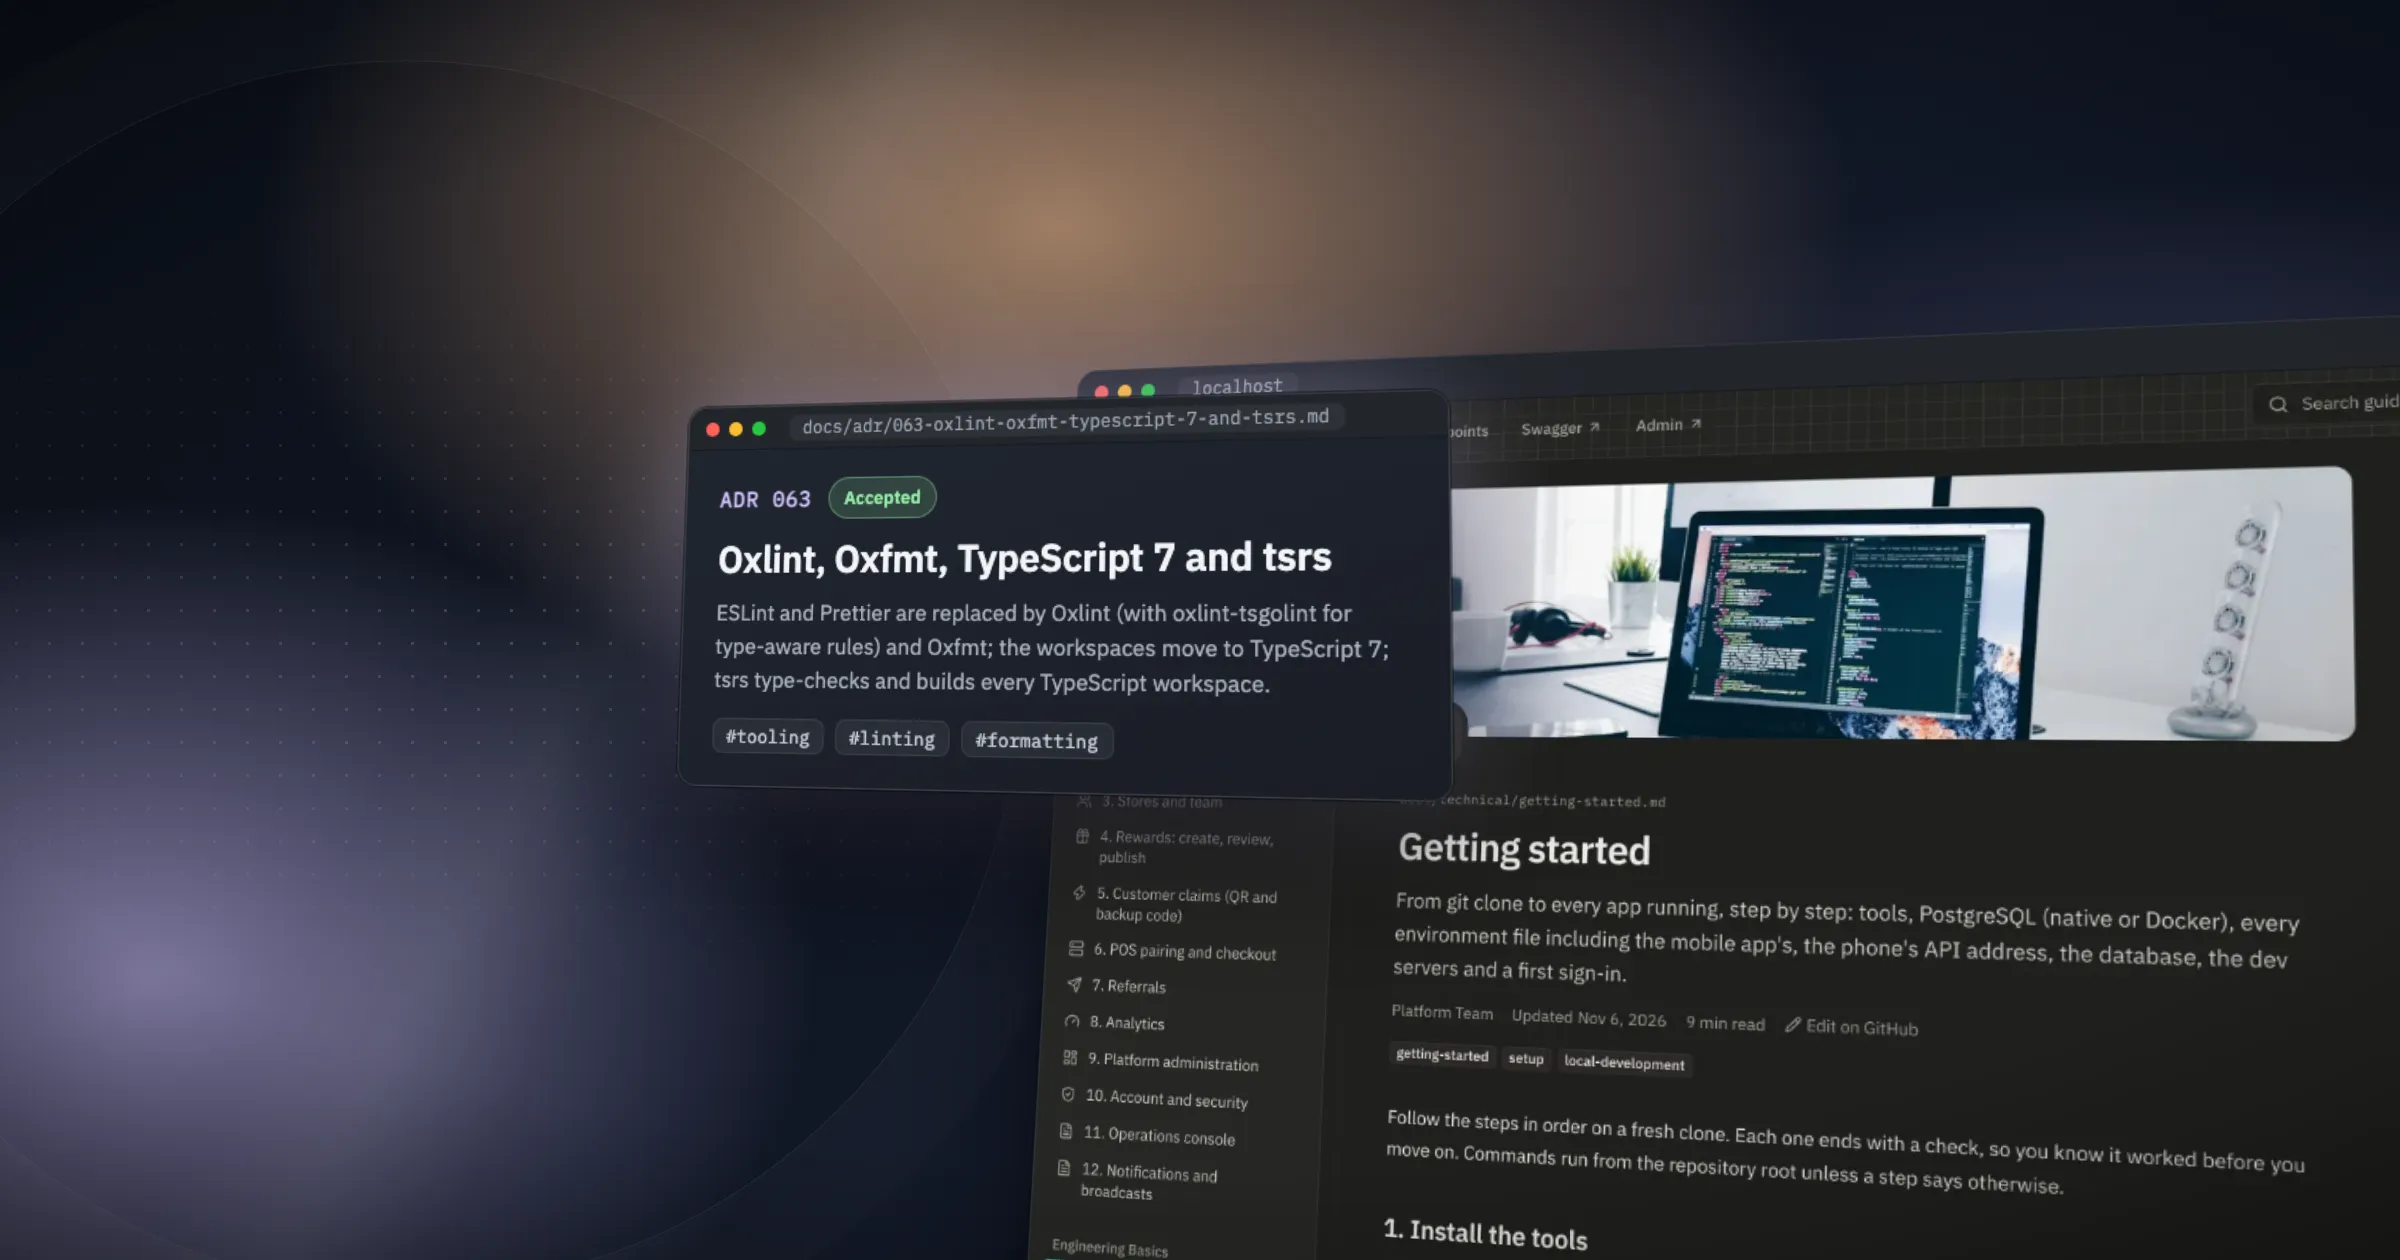 localhost
docs/adr/063-oxlint-oxfmt-typescript-7-and-tsrs.md
ADR 063
Accepted
Oxlint, Oxfmt, TypeScript 7 and tsrs
ESLint and Prettier are replaced by Oxlint (with oxlint-tsgolint for
type-aware rules) and Oxfmt; the workspaces move to TypeScript 7;
tsrs type-checks and builds every TypeScript workspace.
#tooling
#linting
#formatting
Swagger
Admin
Search
3. Stores and team
4. Rewards: create, review,
publish
5. Customer claims (QR and
backup code)
6. POS pairing and checkout
7. Referrals
8. Analytics
9. Platform administration
10. Account and security
11. Operations console
12. Notifications and
broadcasts
Engineering Basics
technical/getting-started.md
Getting started
From git clone to every app running, step by step: tools, PostgreSQL (native or Docker), every
environment file including the mobile app's, the phone's API address, the database, the dev
servers and a first sign-in.
Platform Team
Updated Nov 6, 2026
9 min read
Edit on GitHub
getting-started
setup
local-development
Follow the steps in order on a fresh clone. Each one ends with a check, so you know it worked before you
move on. Commands run from the repository root unless a step says otherwise.
1. Install the tools